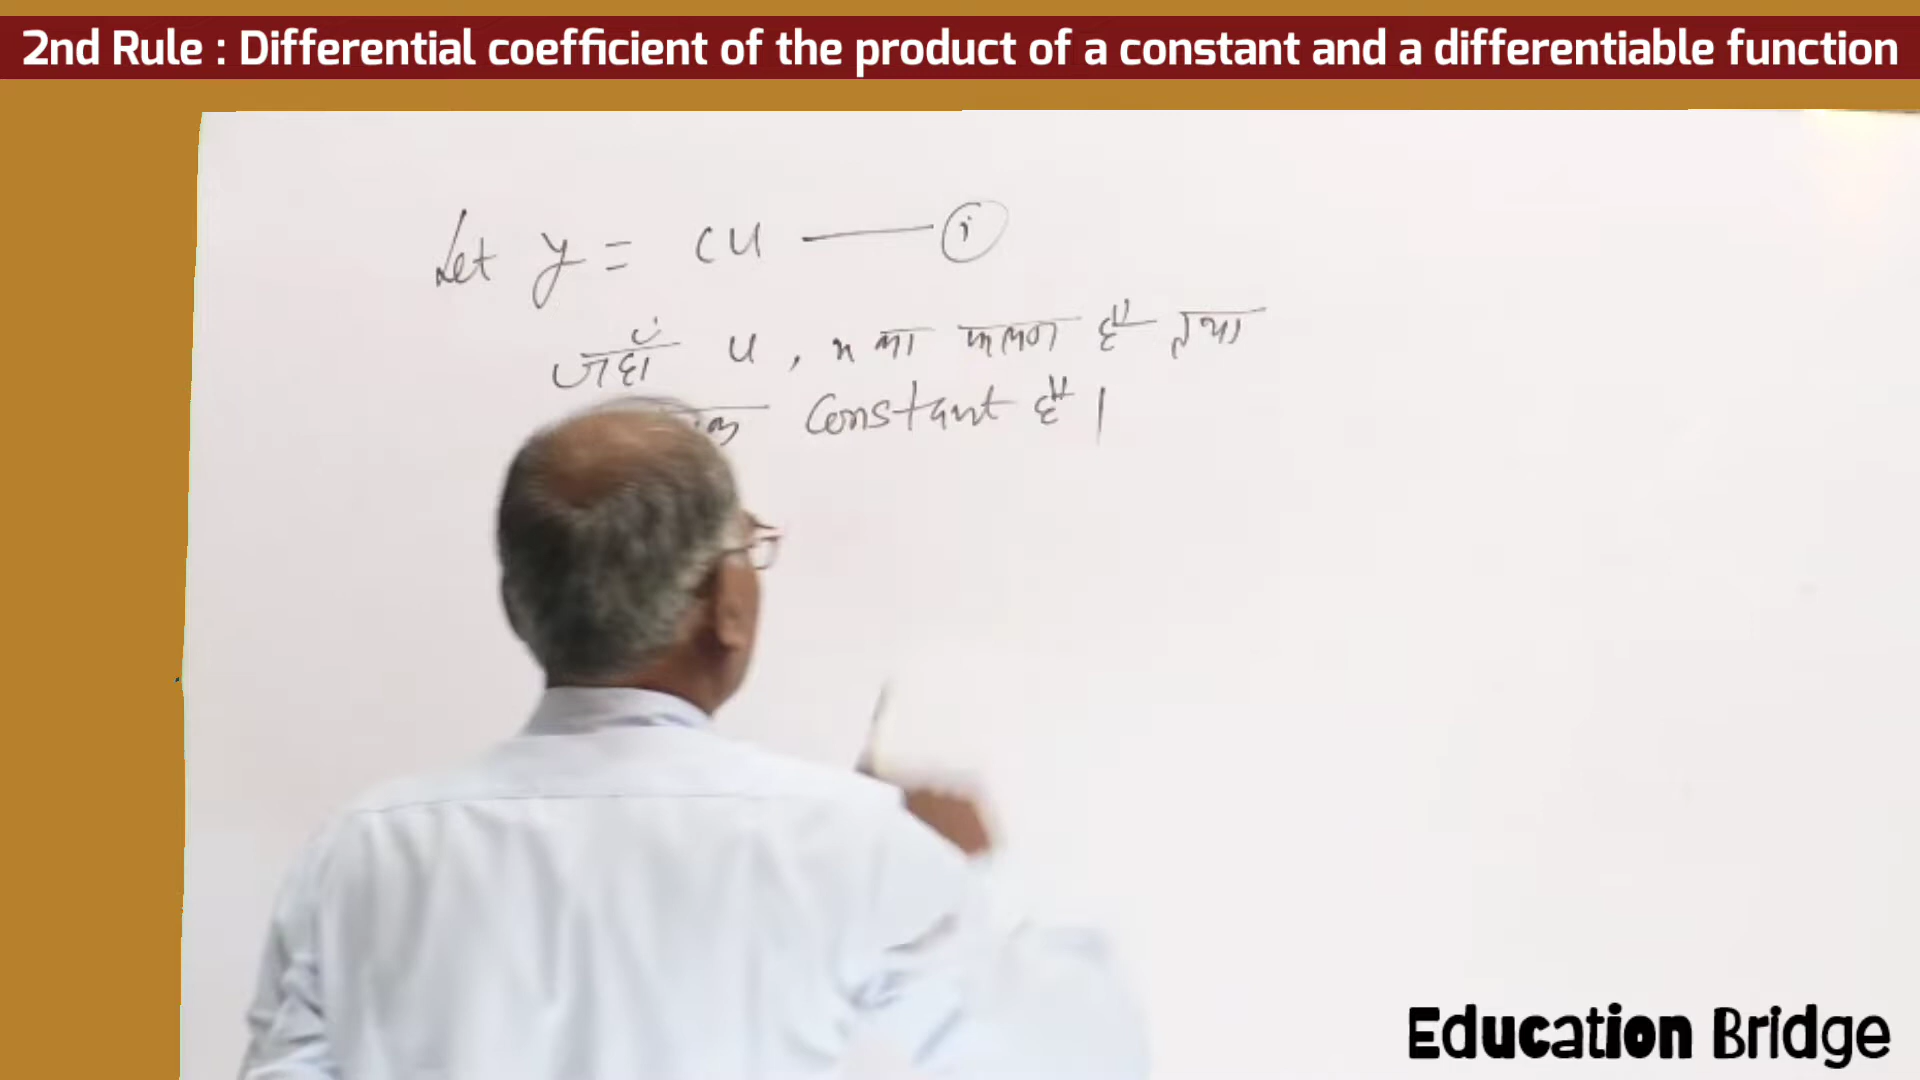 2nd Rule : Differential coefficient of the product of a constant and a differentiable function
Let y = cu —— (i)
जहाँ u, x का फलन है तथा
Constant है।
Education Bridge